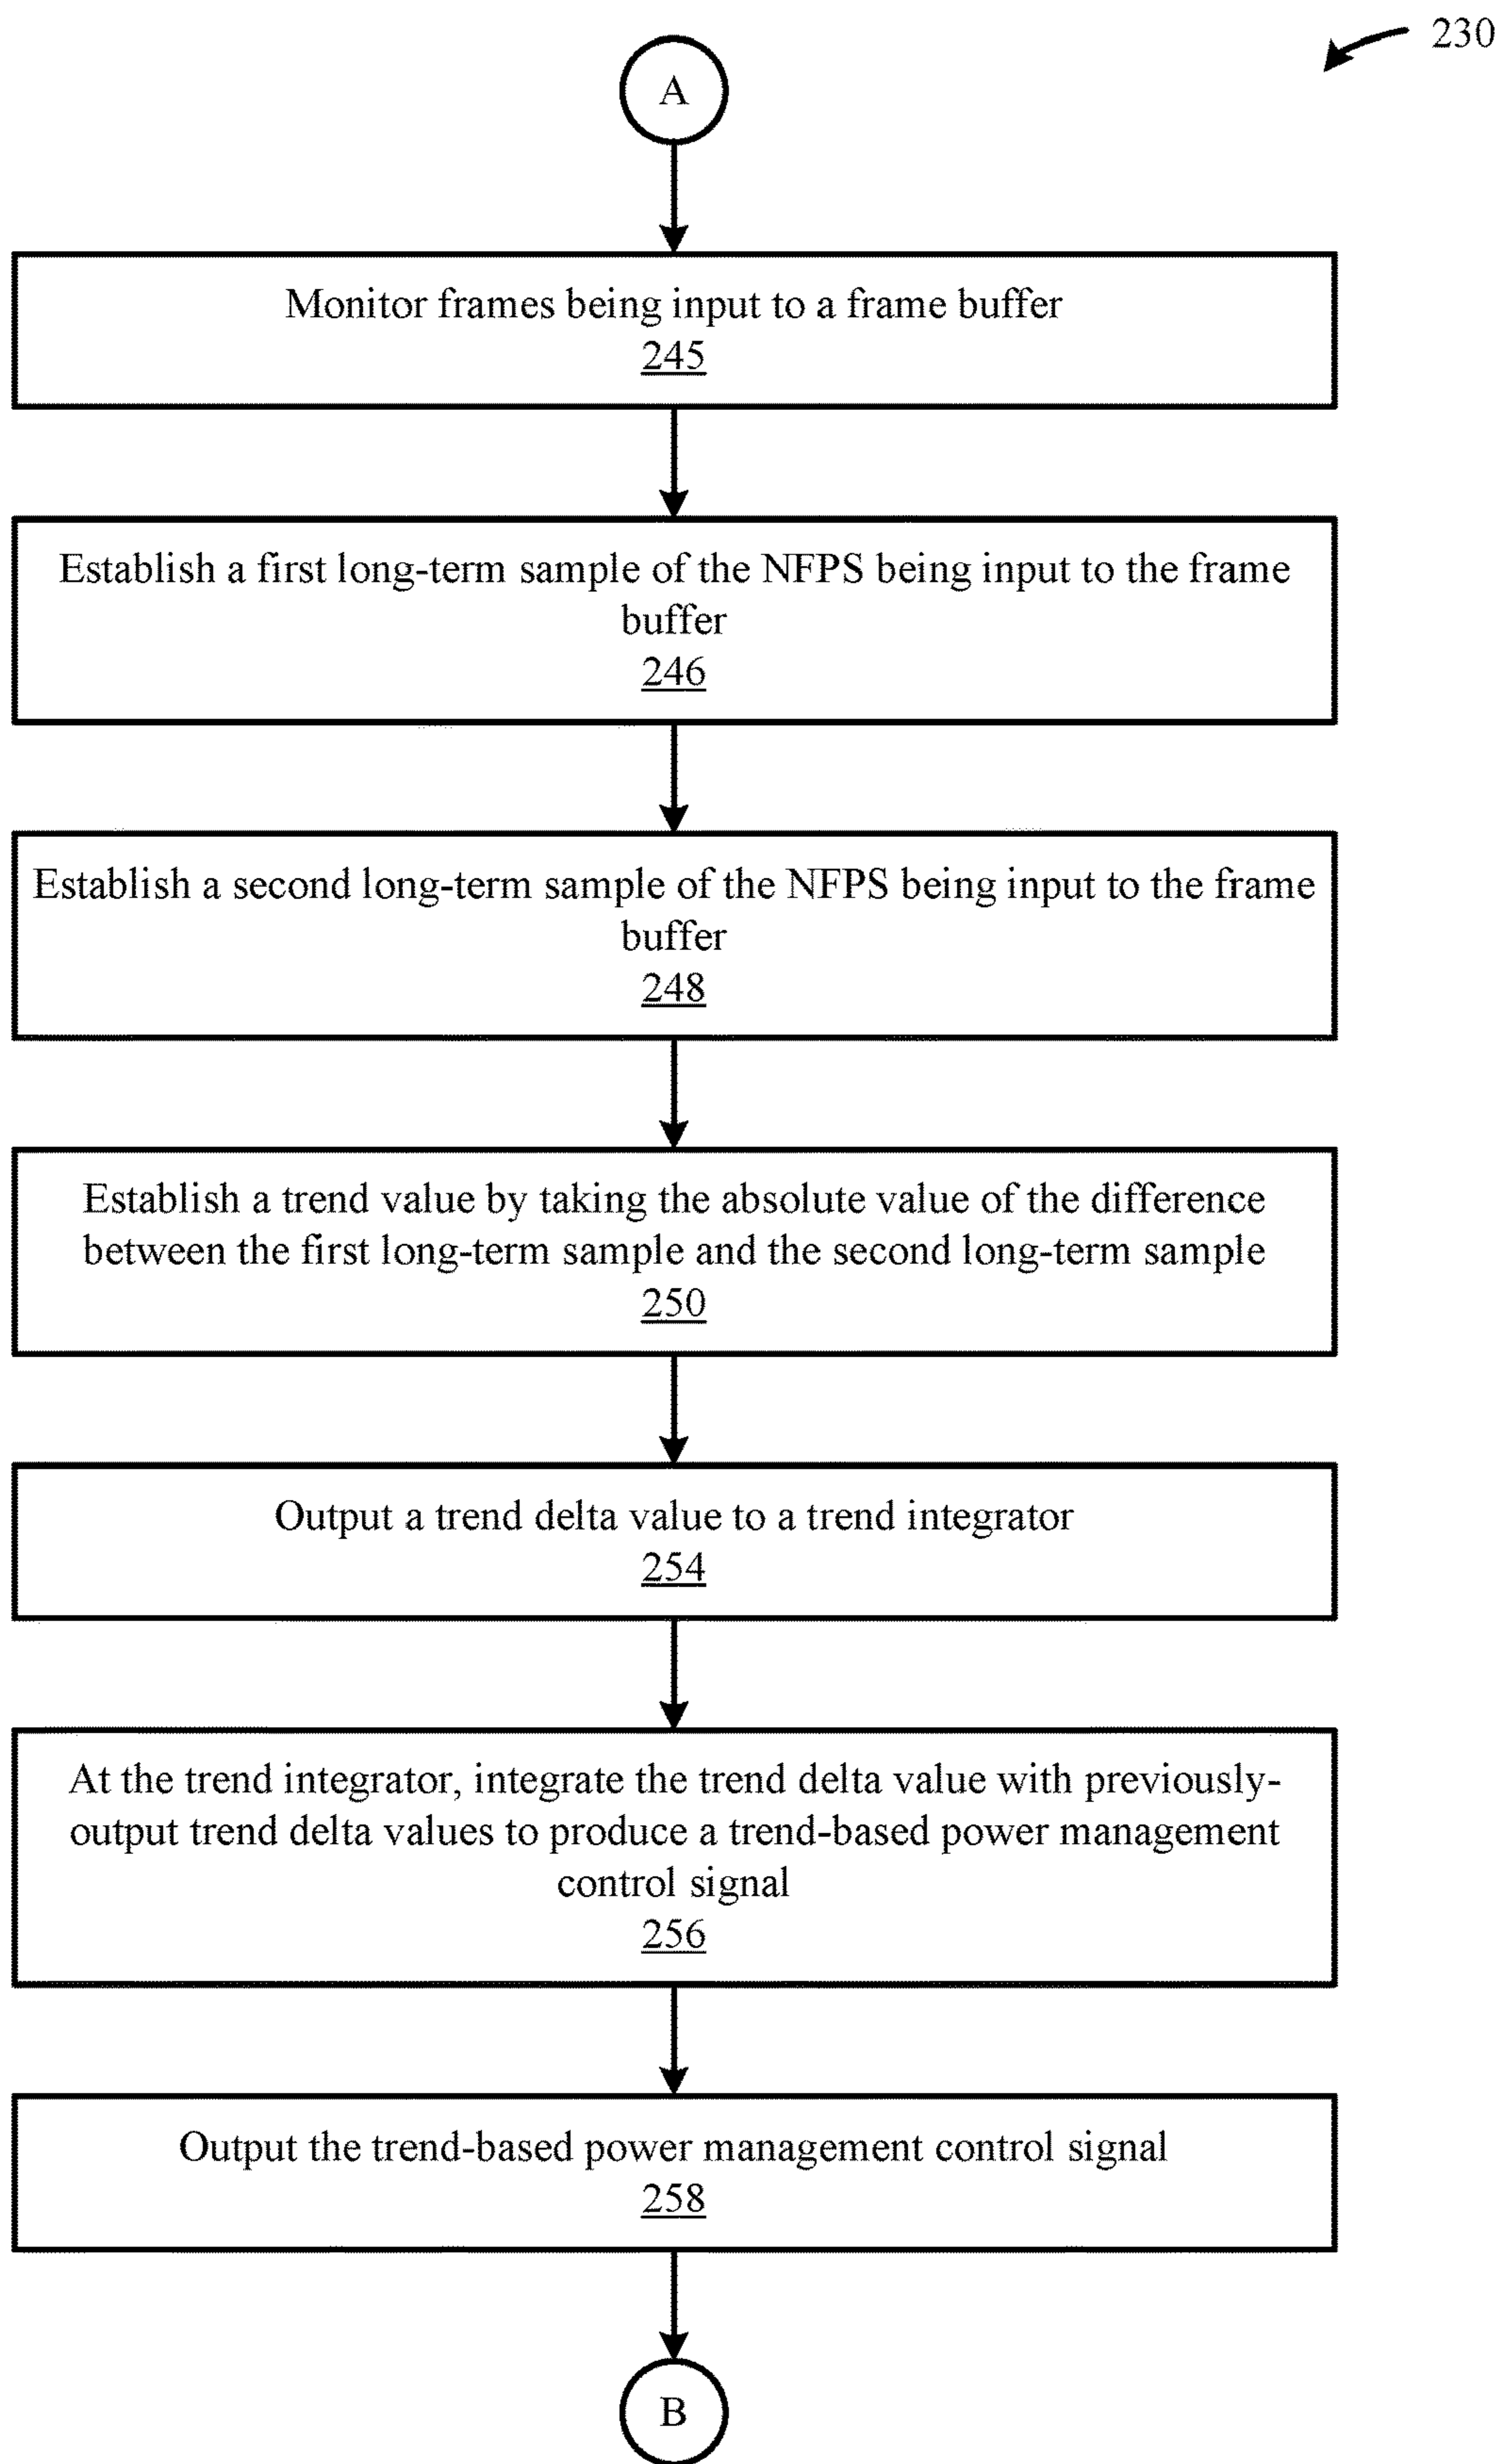 230
A
Monitor frames being input to a frame buffer
245
Establish a first long-term sample of the NFPS being input to the frame
buffer
246
Establish a second long-term sample of the NFPS being input to the frame
buffer
248
Establish a trend value by taking the absolute value of the difference
between the first long-term sample and the second long-term sample
250
Output a trend delta value to a trend integrator
254
At the trend integrator, integrate the trend delta value with previously-
output trend delta values to produce a trend-based power management
control signal
256
Output the trend-based power management control signal
258
B